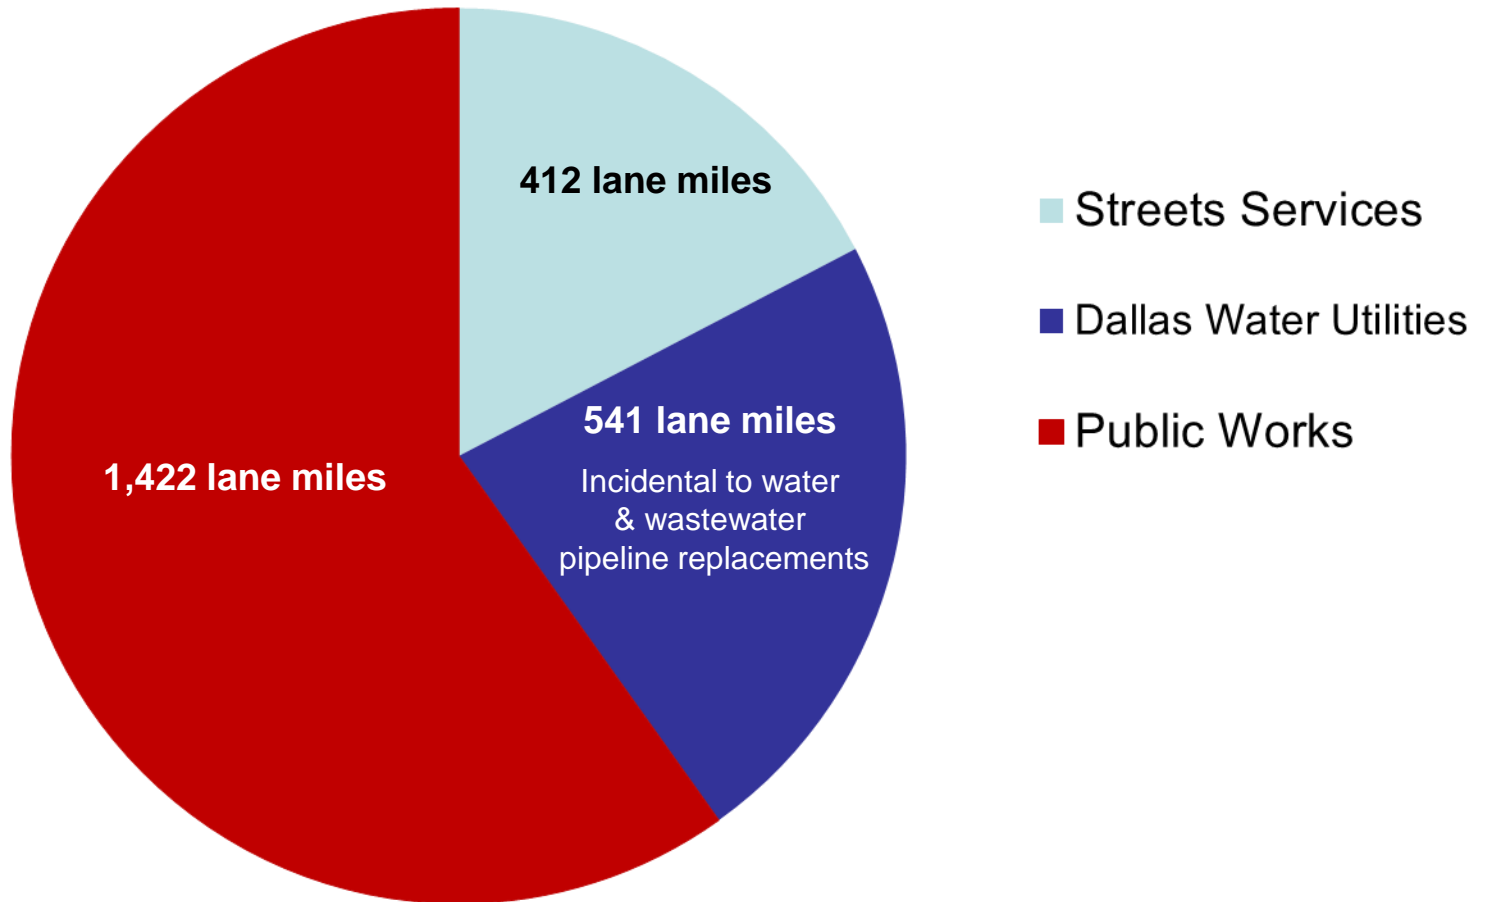 412 lane miles
541 lane miles
Incidental to water
& wastewater
pipeline replacements
1,422 lane miles
Streets Services
Dallas Water Utilities
Public Works